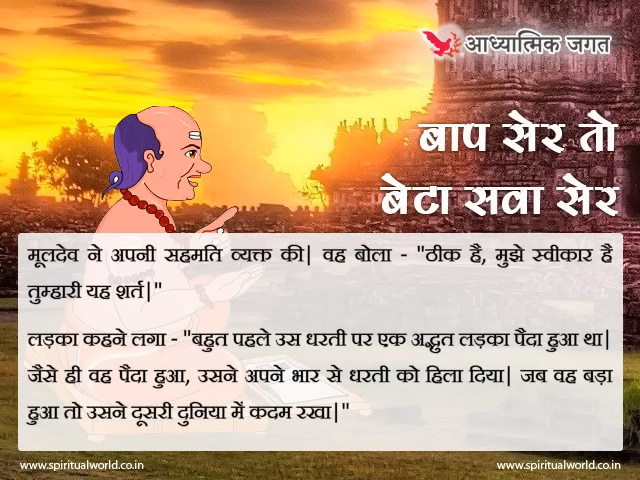 आध्यात्मिक जगत
बाप सेर तो
बेटा सवा सेर
मूलदेव ने अपनी सहमति व्यक्त की| वह बोला - "ठीक है, मुझे स्वीकार है
तुम्हारी यह शर्त|"
लड़का कहने लगा - "बहुत पहले उस धरती पर एक अद्भुत लड़का पैदा हुआ था|
जैसे ही वह पैदा हुआ, उसने अपने भार से धरती को हिला दिया| जब वह बड़ा
हुआ तो उसने दूसरी दुनिया में कदम रखा|"
www.spiritualworld.co.in
www.spiritualworld.co.in